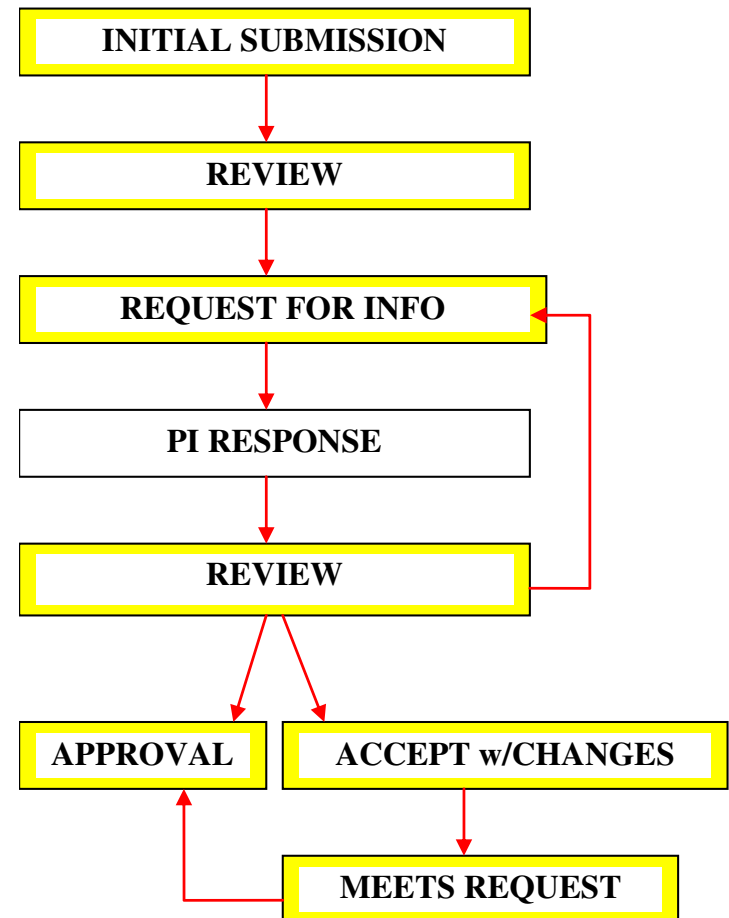 INITIAL SUBMISSION
REVIEW
REQUEST FOR INFO
PI RESPONSE
REVIEW
APPROVAL
ACCEPT w/CHANGES
MEETS REQUEST